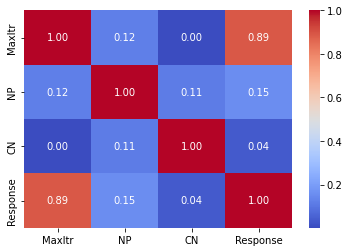 MaxItr 1.00 0.12 0.00 0.89
NP 0.12 1.00 0.11 0.15
CN 0.00 0.11 1.00 0.04
Response 0.89 0.15 0.04 1.00
MaxItr NP CN Response
1.0
0.8
0.6
0.4
0.2